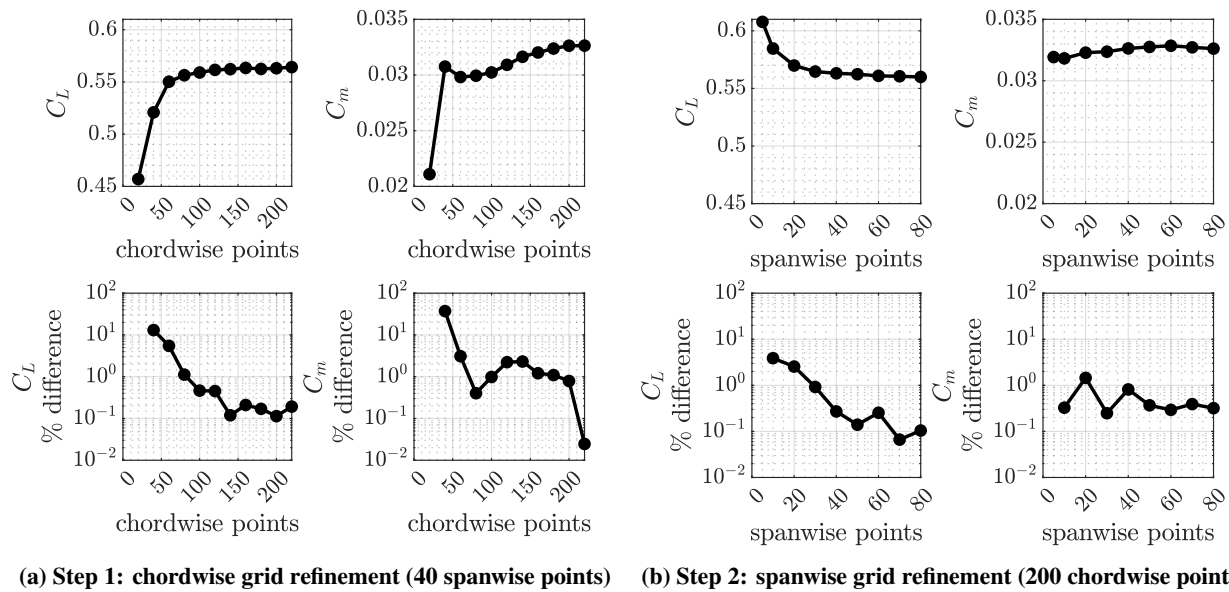 0.6
0.55
0.5
0.45
C_L
0 50 100 150 200
chordwise points
0.035
0.03
0.025
0.02
C_m
0 50 100 150 200
chordwise points
10^2
10^1
10^0
10^-1
10^-2
C_L
% difference
0 50 100 150 200
chordwise points
10^2
10^1
10^0
10^-1
10^-2
C_m
% difference
0 50 100 150 200
chordwise points
(a) Step 1: chordwise grid refinement (40 spanwise points)
0.6
0.55
0.5
0.45
C_L
0 20 40 60 80
spanwise points
0.035
0.03
0.025
0.02
C_m
0 20 40 60 80
spanwise points
10^2
10^1
10^0
10^-1
10^-2
C_L
% difference
0 20 40 60 80
spanwise points
10^2
10^1
10^0
10^-1
10^-2
C_m
% difference
0 20 40 60 80
spanwise points
(b) Step 2: spanwise grid refinement (200 chordwise point